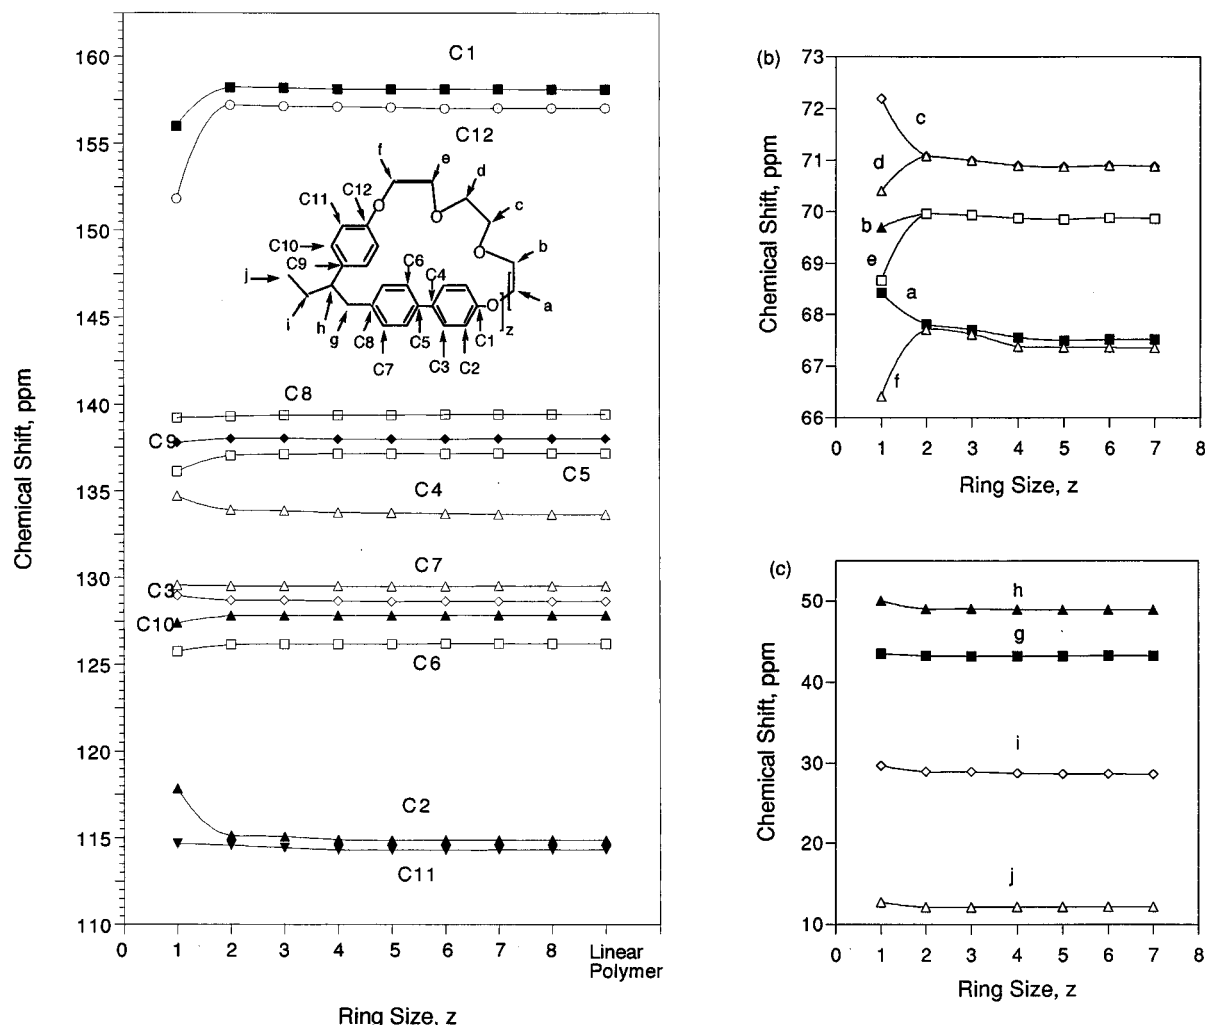 160
155
150
145
140
135
130
125
120
115
110
Chemical Shift, ppm
C1
C12
f
e
d
c
b
a
C11
C12
C10
C9
j
i
h
g
C8
C7
C6
C5
C4
C3
C2
C1
O
O
O
O
z
C8
C9
C5
C4
C7
C3
C10
C6
C2
C11
0 1 2 3 4 5 6 7 8 Linear
Polymer
Ring Size, z
(b)
73
72
71
70
69
68
67
66
Chemical Shift, ppm
c
d
b
e
a
f
0 1 2 3 4 5 6 7 8
Ring Size, z
(c)
50
40
30
20
10
Chemical Shift, ppm
h
g
i
j
0 1 2 3 4 5 6 7 8
Ring Size, z